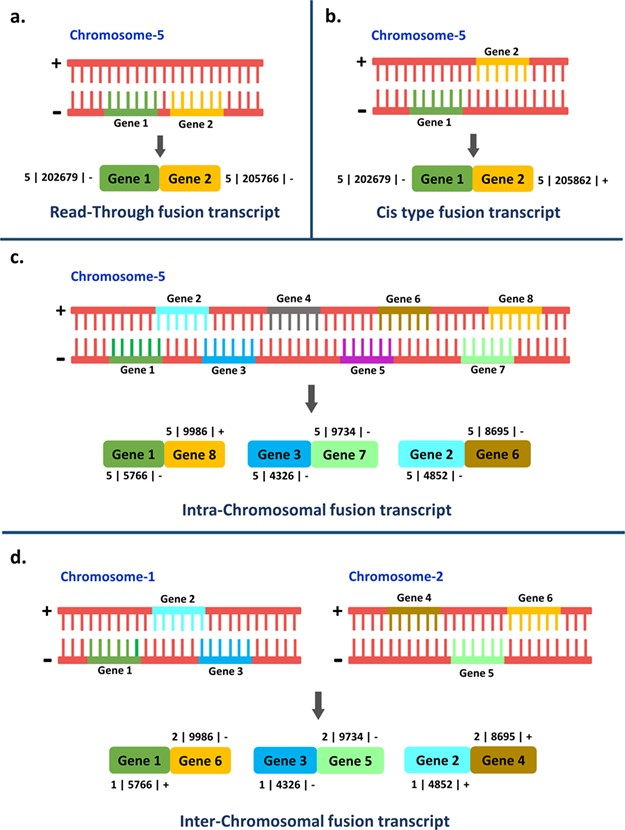 a.
Chromosome-5
+
-
Gene 1
Gene 2
5 | 202679 | -
Gene 1
Gene 2
5 | 205766 | -
Read-Through fusion transcript
b.
Chromosome-5
Gene 2
+
-
Gene 1
5 | 202679 | -
Gene 1
Gene 2
5 | 205862 | +
Cis type fusion transcript
c.
Chromosome-5
Gene 2
Gene 4
Gene 6
Gene 8
+
-
Gene 1
Gene 3
Gene 5
Gene 7
5 | 9986 | +
Gene 1
Gene 8
5 | 5766 | -
5 | 9734 | -
Gene 3
Gene 7
5 | 4326 | -
5 | 8695 | -
Gene 2
Gene 6
5 | 4852 | -
Intra-Chromosomal fusion transcript
d.
Chromosome-1
Gene 2
+
-
Gene 1
Gene 3
Chromosome-2
Gene 4
Gene 6
+
-
Gene 5
2 | 9986 | -
Gene 1
Gene 6
1 | 5766 | +
2 | 9734 | -
Gene 3
Gene 5
1 | 4326 | -
2 | 8695 | +
Gene 2
Gene 4
1 | 4852 | +
Inter-Chromosomal fusion transcript